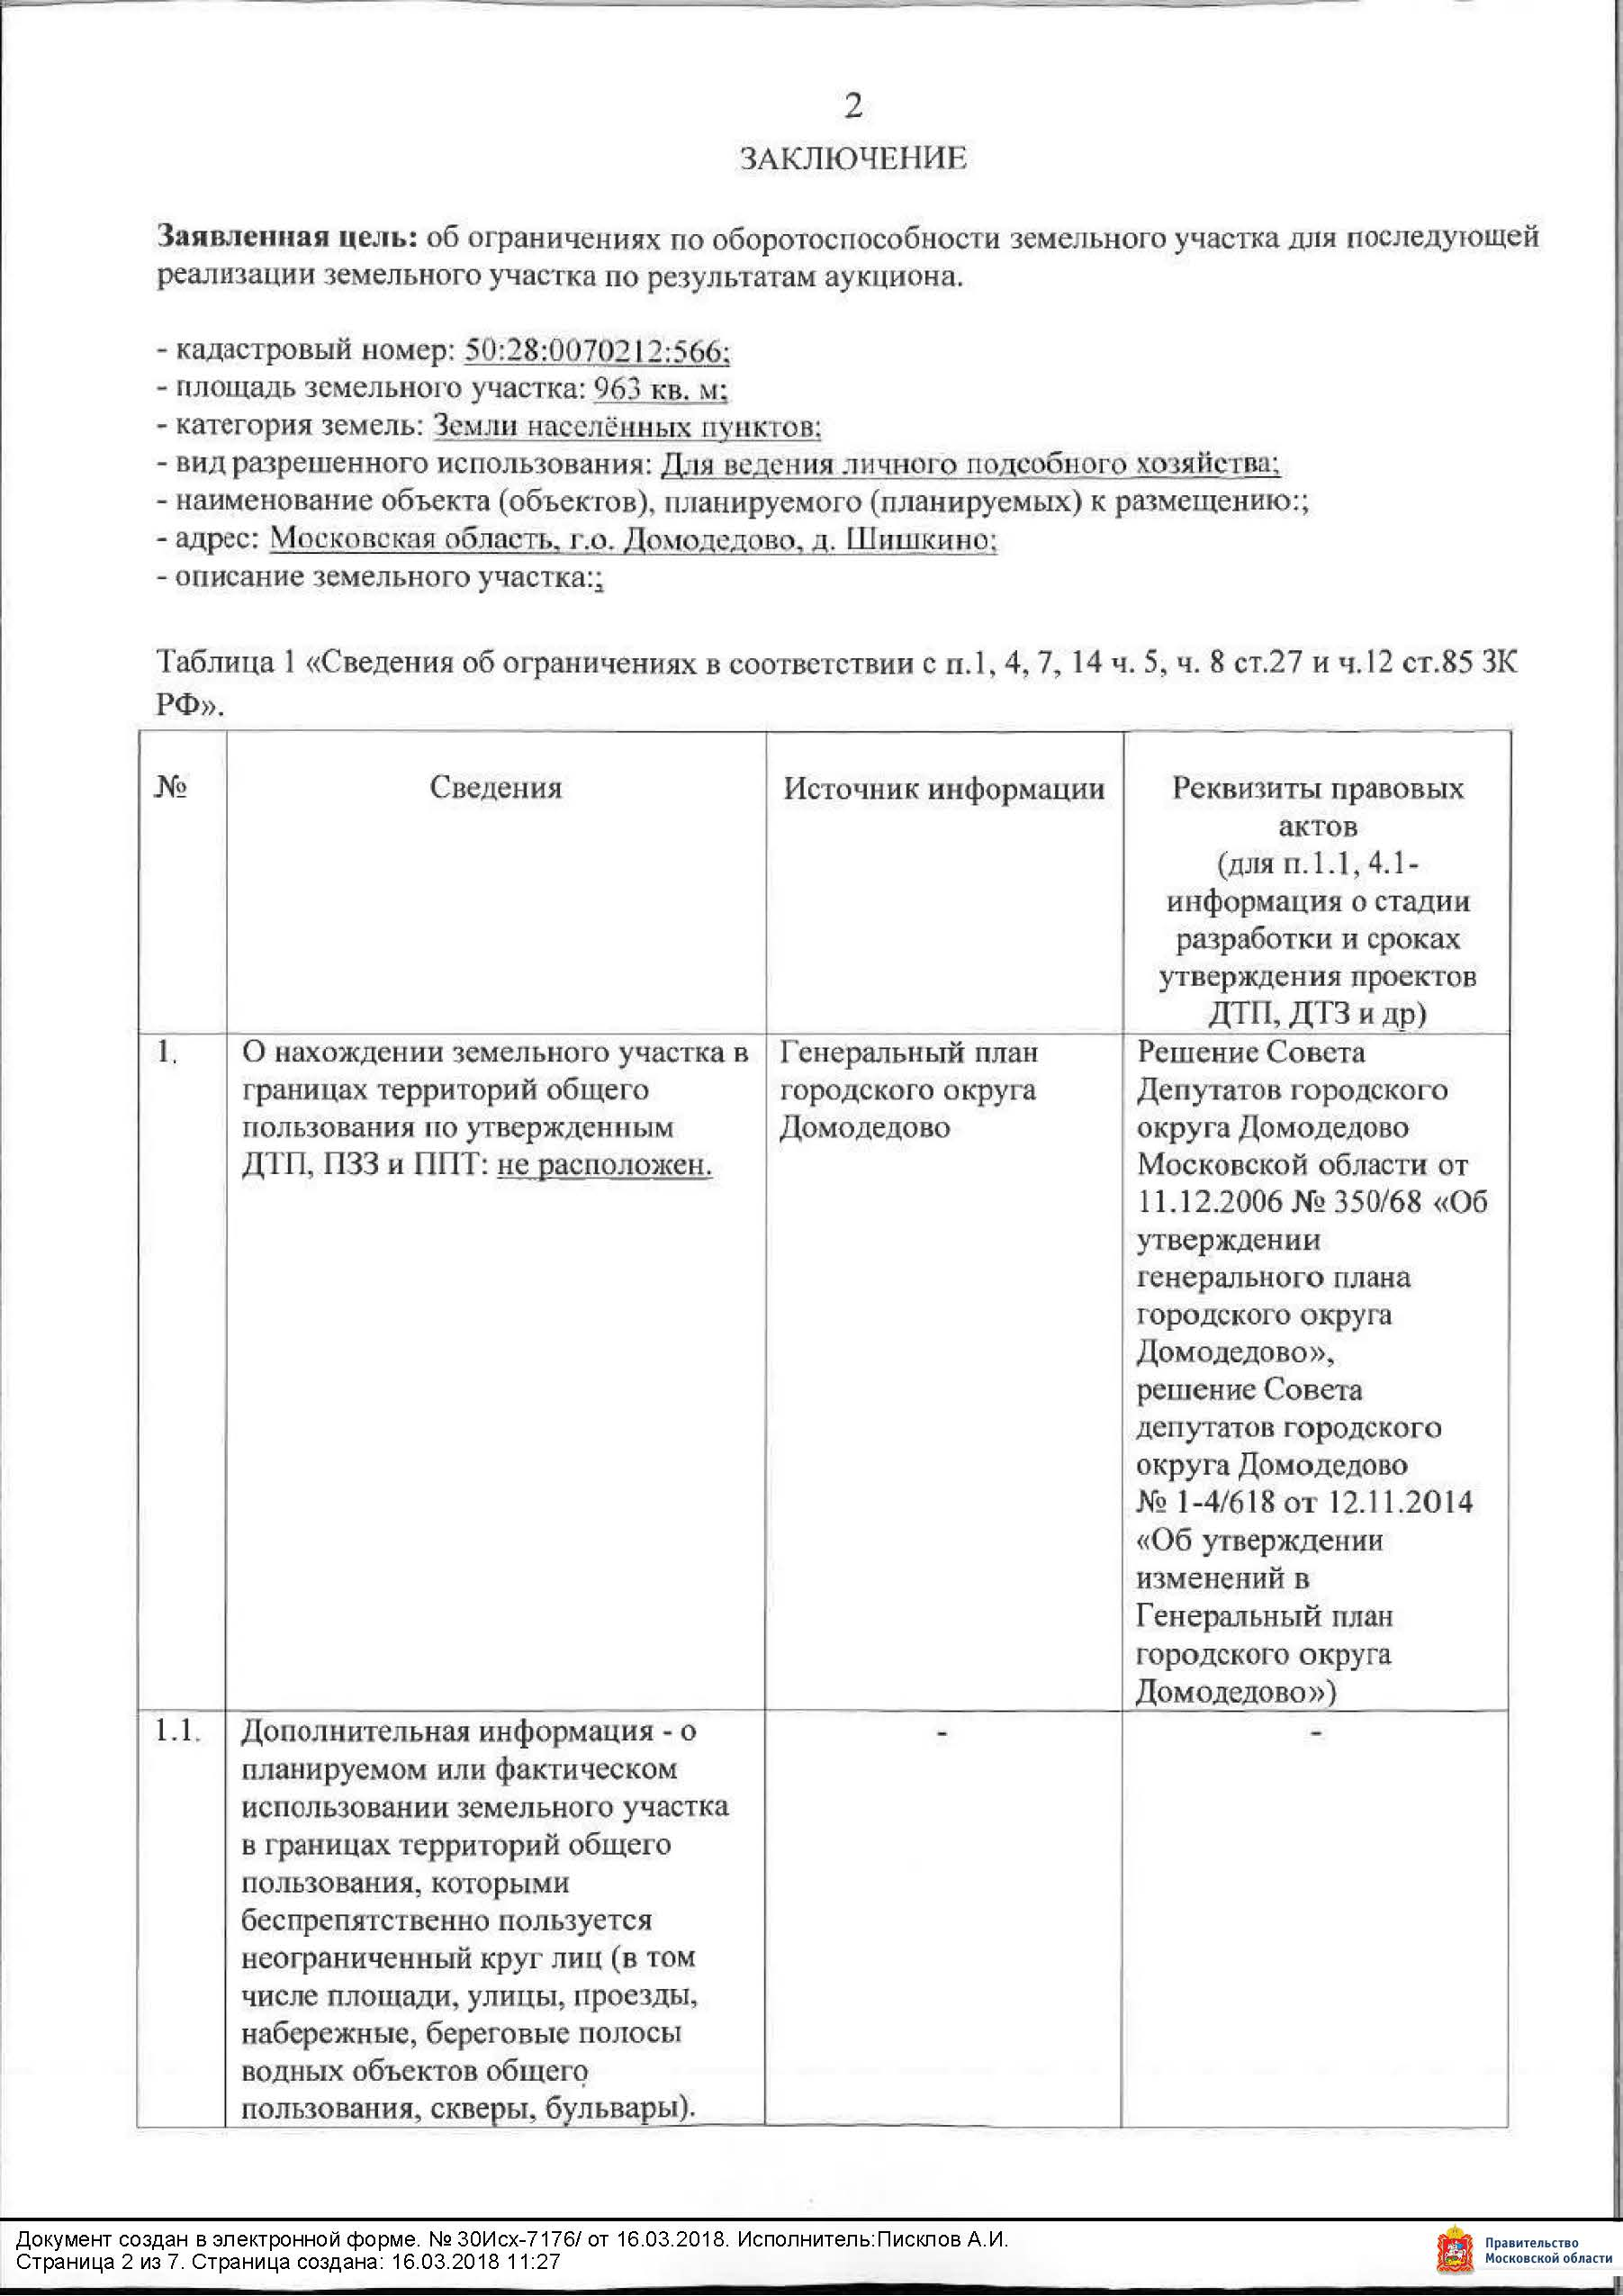 2
ЗАКЛЮЧЕНИЕ
Заявленная цель: об ограничениях по оборотоспособности земельного участка для последующей
реализации земельного участка по результатам аукциона.
- кадастровый номер: 50:28:0070212:566;
- площадь земельного участка: 963 кв. м;
- категория земель: Земли населённых пунктов;
- вид разрешенного использования: Для ведения личного подсобного хозяйства;
- наименование объекта (объектов), планируемого (планируемых) к размещению:;
- адрес: Московская область, г.о. Домодедово, д. Шишкино;
- описание земельного участка:;
Таблица 1 «Сведения об ограничениях в соответствии с п.1, 4, 7, 14 ч. 5, ч. 8 ст.27 и ч.12 ст.85 ЗК
РФ».
№
Сведения
Источник информации
Реквизиты правовых
актов
(для п.1.1, 4.1-
информация о стадии
разработки и сроках
утверждения проектов
ДТП, ДТЗ и др)
1.
О нахождении земельного участка в
границах территорий общего
пользования по утвержденным
ДТП, ПЗЗ и ППТ: не расположен.
Генеральный план
городского округа
Домодедово
Решение Совета
Депутатов городского
округа Домодедово
Московской области от
11.12.2006 № 350/68 «Об
утверждении
генерального плана
городского округа
Домодедово»,
решение Совета
депутатов городского
округа Домодедово
№ 1-4/618 от 12.11.2014
«Об утверждении
изменений в
Генеральный план
городского округа
Домодедово»)
1.1.
Дополнительная информация - о
планируемом или фактическом
использовании земельного участка
в границах территорий общего
пользования, которыми
беспрепятственно пользуется
неограниченный круг лиц (в том
числе площади, улицы, проезды,
набережные, береговые полосы
водных объектов общего
пользования, скверы, бульвары).
-
-
Документ создан в электронной форме. № 30Исх-7176/ от 16.03.2018. Исполнитель:Писклов А.И.
Страница 2 из 7. Страница создана: 16.03.2018 11:27
Правительство
Московской области